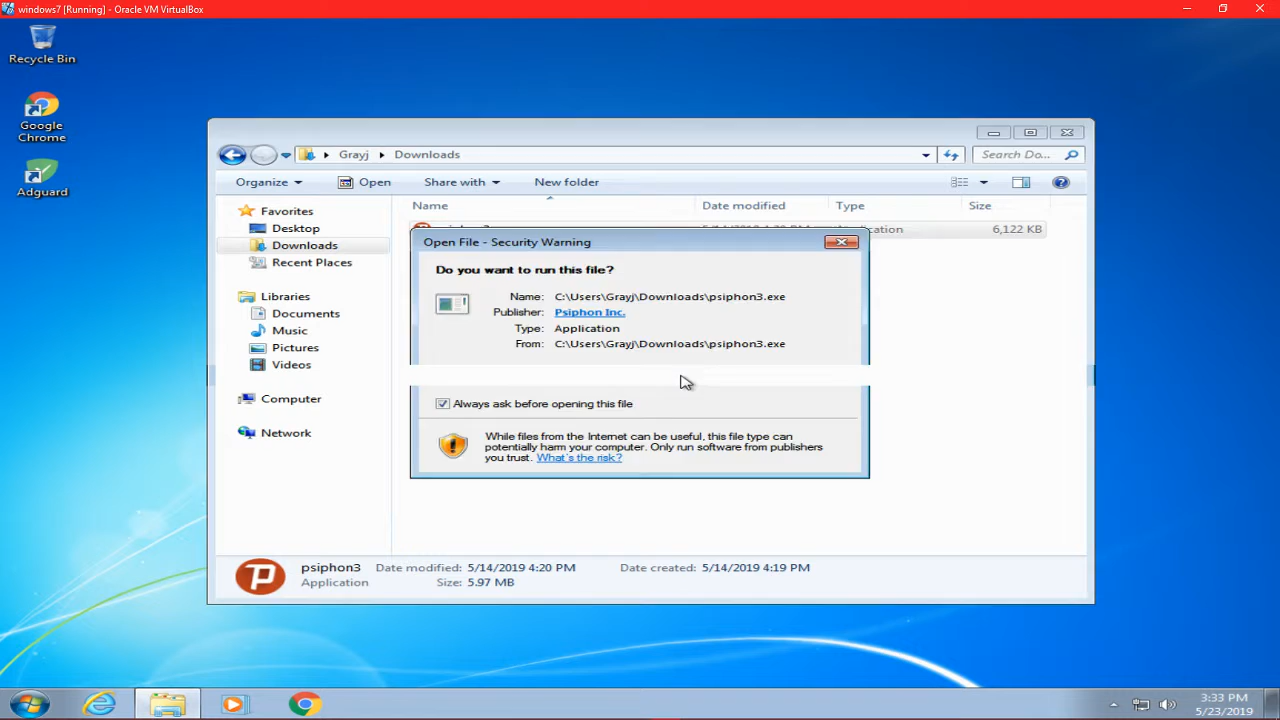 windows7 [Running] - Oracle VM VirtualBox
Recycle Bin
Google
Chrome
Adguard
Grayj
Downloads
Search Do...
Organize
Open
Share with
New folder
Name
Date modified
Type
Size
Favorites
Desktop
Downloads
Recent Places
Libraries
Documents
Music
Pictures
Videos
Computer
Network
6,122 KB
Open File - Security Warning
Do you want to run this file?
Name: C:\Users\Grayj\Downloads\psiphon3.exe
Publisher: Psiphon Inc.
Type: Application
From: C:\Users\Grayj\Downloads\psiphon3.exe
Always ask before opening this file
While files from the Internet can be useful, this file type can
potentially harm your computer. Only run software from publishers
you trust. What's the risk?
psiphon3 Date modified: 5/14/2019 4:20 PM Date created: 5/14/2019 4:19 PM
Application Size: 5.97 MB
3:33 PM
5/23/2019